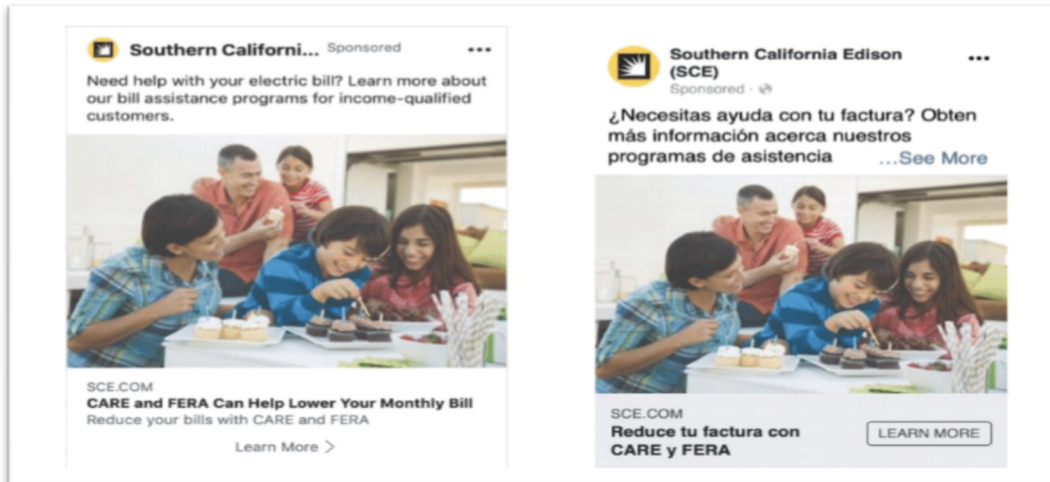 Southern Californi... Sponsored
Need help with your electric bill? Learn more about
our bill assistance programs for income-qualified
customers.
SCE.COM
CARE and FERA Can Help Lower Your Monthly Bill
Reduce your bills with CARE and FERA
Learn More >
Southern California Edison
(SCE)
Sponsored ·
¿Necesitas ayuda con tu factura? Obten
más información acerca nuestros
programas de asistencia ...See More
SCE.COM
Reduce tu factura con
CARE y FERA
LEARN MORE